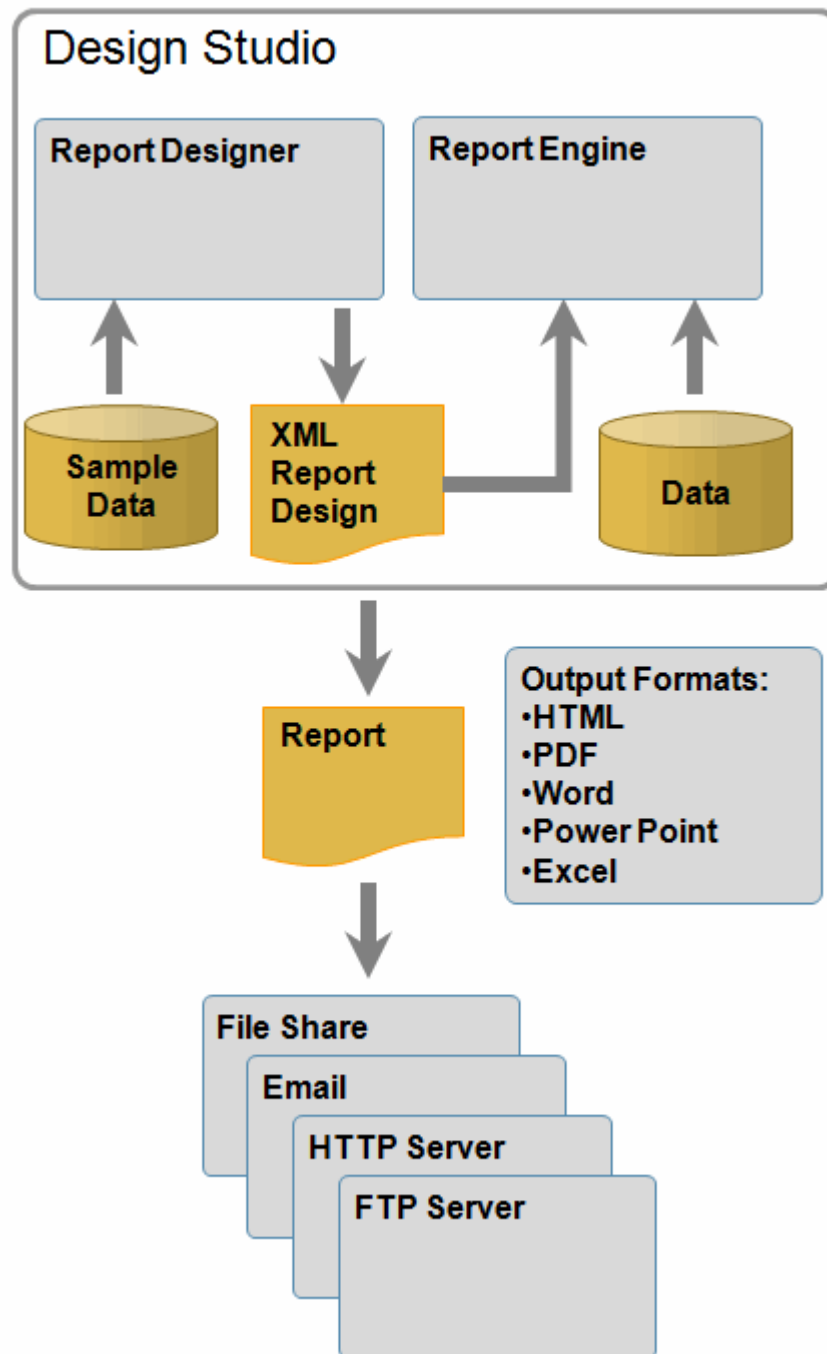 Design Studio
Report Designer
Report Engine
Sample
Data
XML
Report
Design
Data
Report
Output Formats:
•HTML
•PDF
•Word
•Power Point
•Excel
File Share
Email
HTTP Server
FTP Server